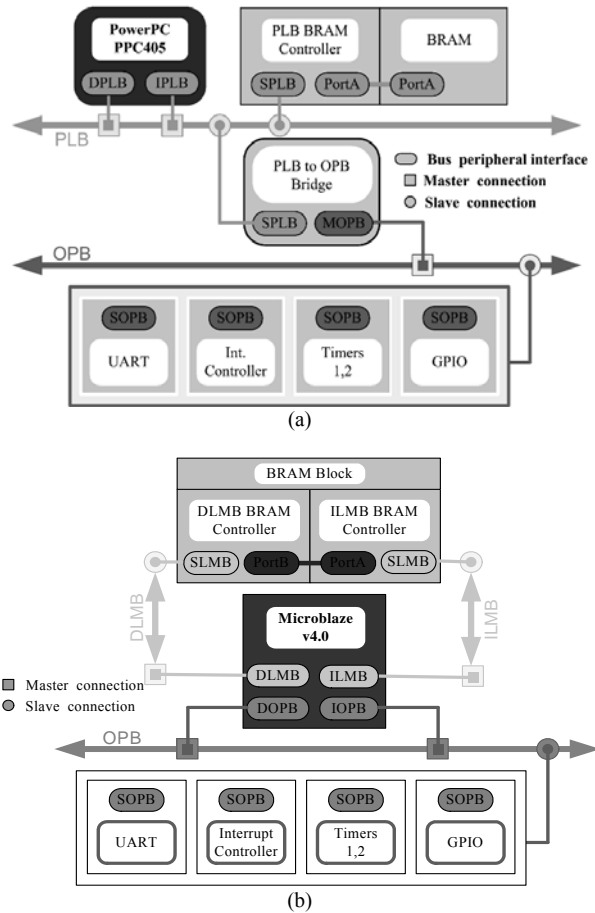 PowerPC
PPC405
DPLB
IPLB
PLB BRAM
Controller
SPLB
PortA
BRAM
PortA
PLB
PLB to OPB
Bridge
SPLB
MOPB
Bus peripheral interface
Master connection
Slave connection
OPB
SOPB
UART
SOPB
Int.
Controller
SOPB
Timers
1,2
SOPB
GPIO
(a)
BRAM Block
DLMB BRAM
Controller
SLMB
PortB
ILMB BRAM
Controller
PortA
SLMB
DLMB
ILMB
Microblaze
v4.0
DLMB
ILMB
DOPB
IOPB
Master connection
Slave connection
OPB
SOPB
UART
SOPB
Interrupt
Controller
SOPB
Timers
1,2
SOPB
GPIO
(b)